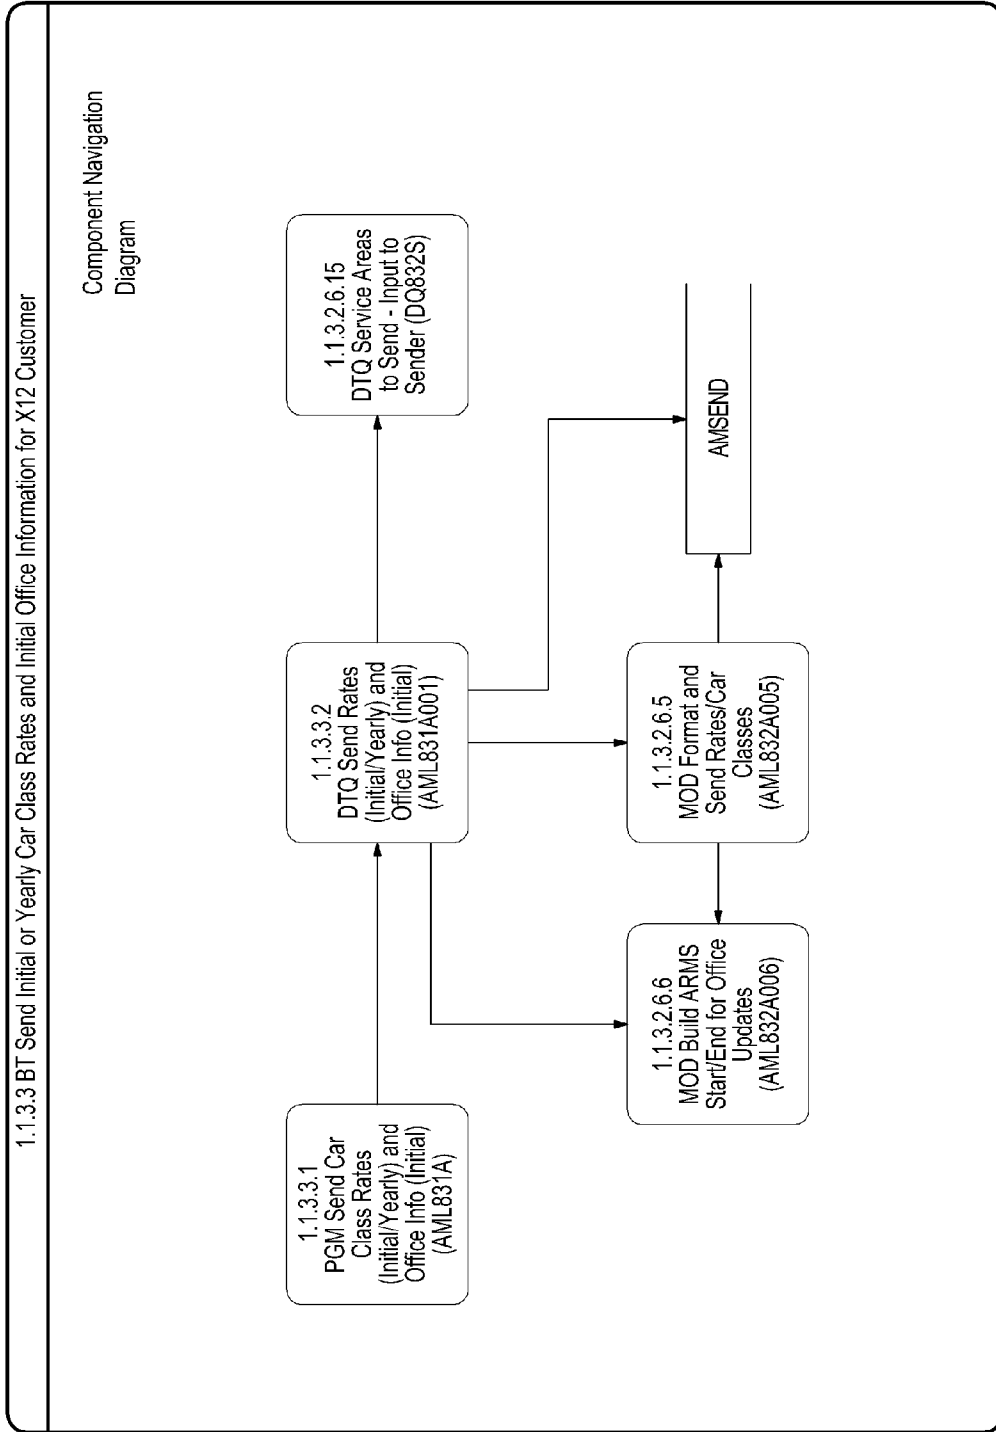 1.1.3.3 BT Send Initial or Yearly Car Class Rates and Initial Office Information for X12 Customer
Component Navigation
Diagram
1.1.3.3.1
PGM Send Car
Class Rates
(Initial/Yearly) and
Office Info (Initial)
(AML831A)
1.1.3.3.2
DTQ Send Rates
(Initial/Yearly) and
Office Info (Initial)
(AML831A001)
1.1.3.2.6.15
DTQ Service Areas
to Send - Input to
Sender (DQ832S)
1.1.3.2.6.6
MOD Build ARMS
Start/End for Office
Updates
(AML832A006)
1.1.3.2.6.5
MOD Format and
Send Rates/Car
Classes
(AML832A005)
AMSEND